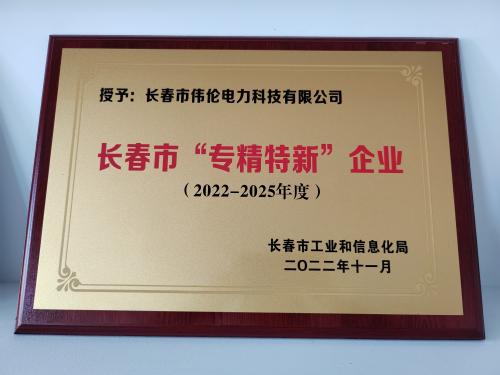 授予：长春市伟伦电力科技有限公司
长春市“专精特新”企业
（2022-2025年度）
长春市工业和信息化局
二〇二二年十一月